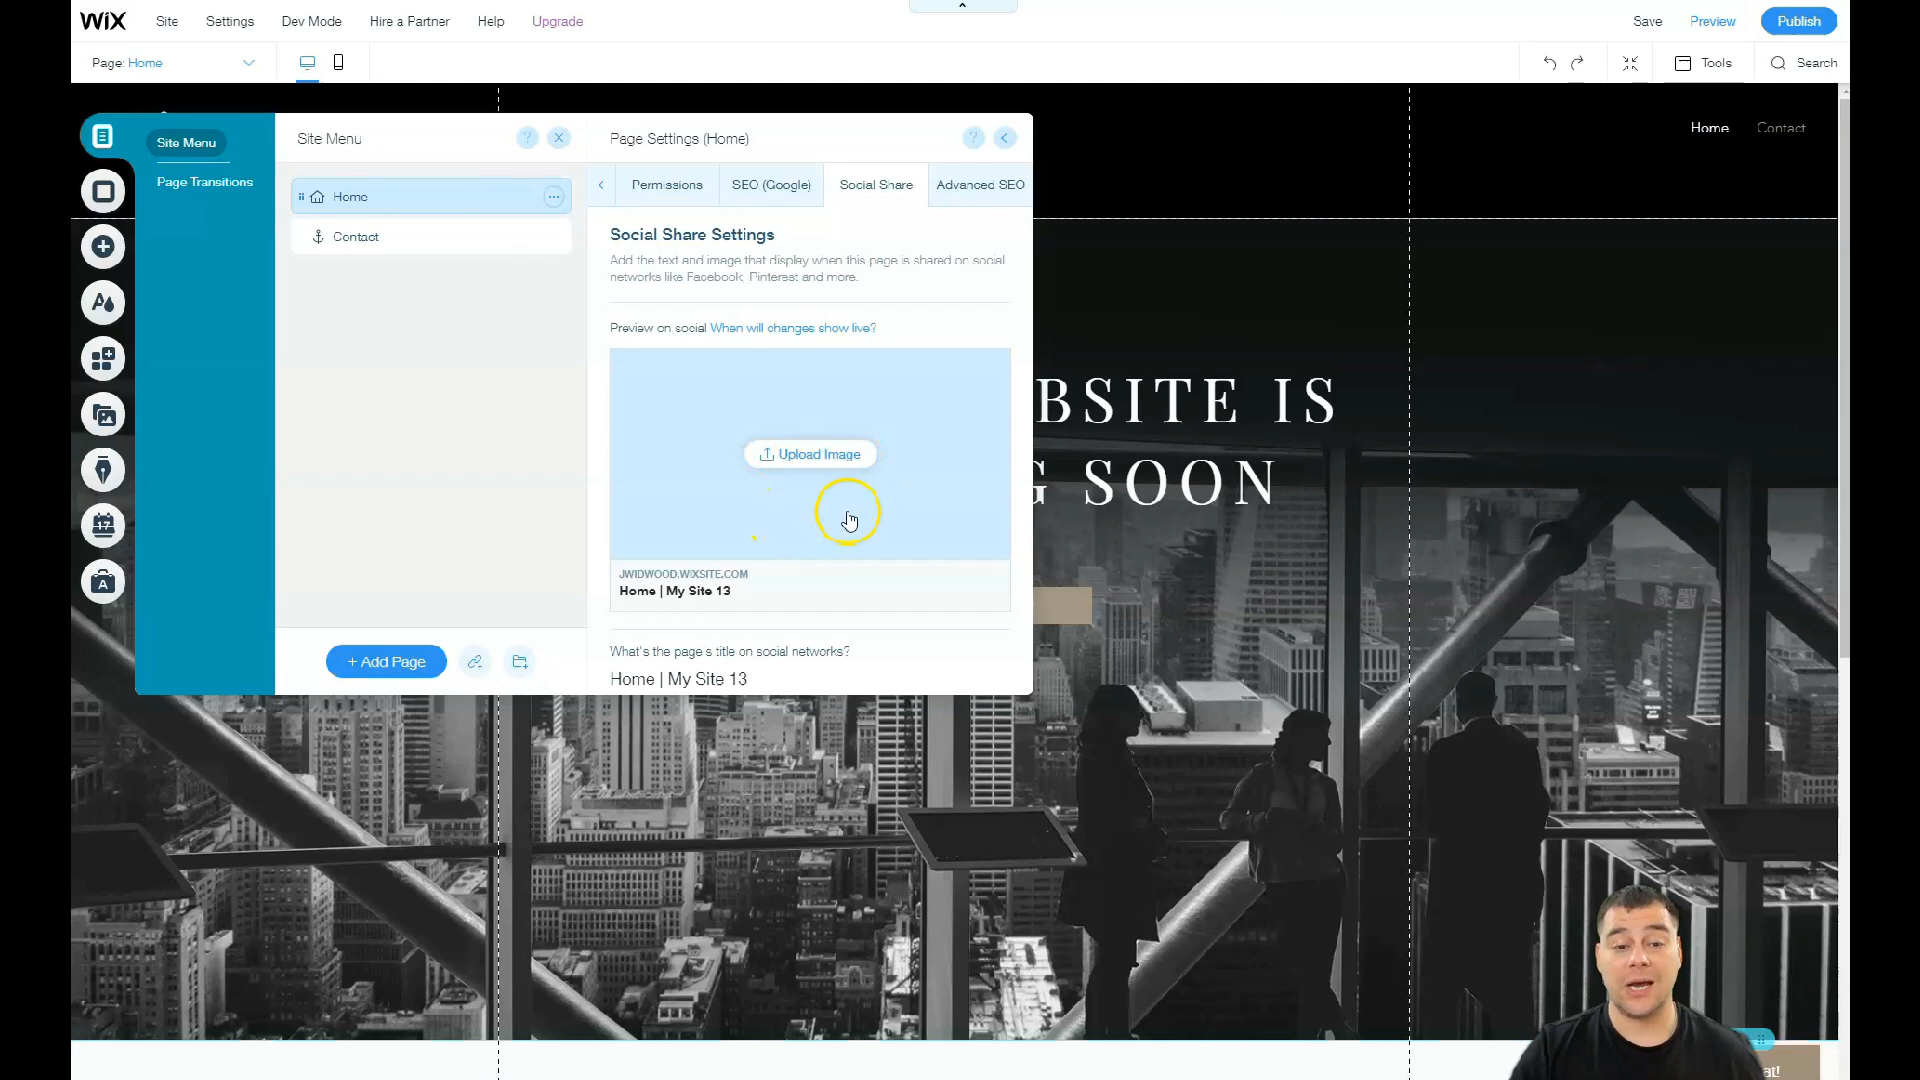 WiX Site Settings Dev Mode Hire a Partner Help Upgrade Save Preview Publish
Page: Home Tools Search
Site Menu
Page Transitions
Site Menu ?
Home
Contact
+ Add Page
Page Settings (Home) ?
Permissions SEO (Google) Social Share Advanced SEO
Social Share Settings
Add the text and image that display when this page is shared on social
networks like Facebook, Pinterest and more.
Preview on social When will changes show live?
Upload Image
JWIDWOOD.WIXSITE.COM
Home | My Site 13
What's the page's title on social networks?
Home | My Site 13
Home Contact
BSITE IS
G SOON
17
A
at!